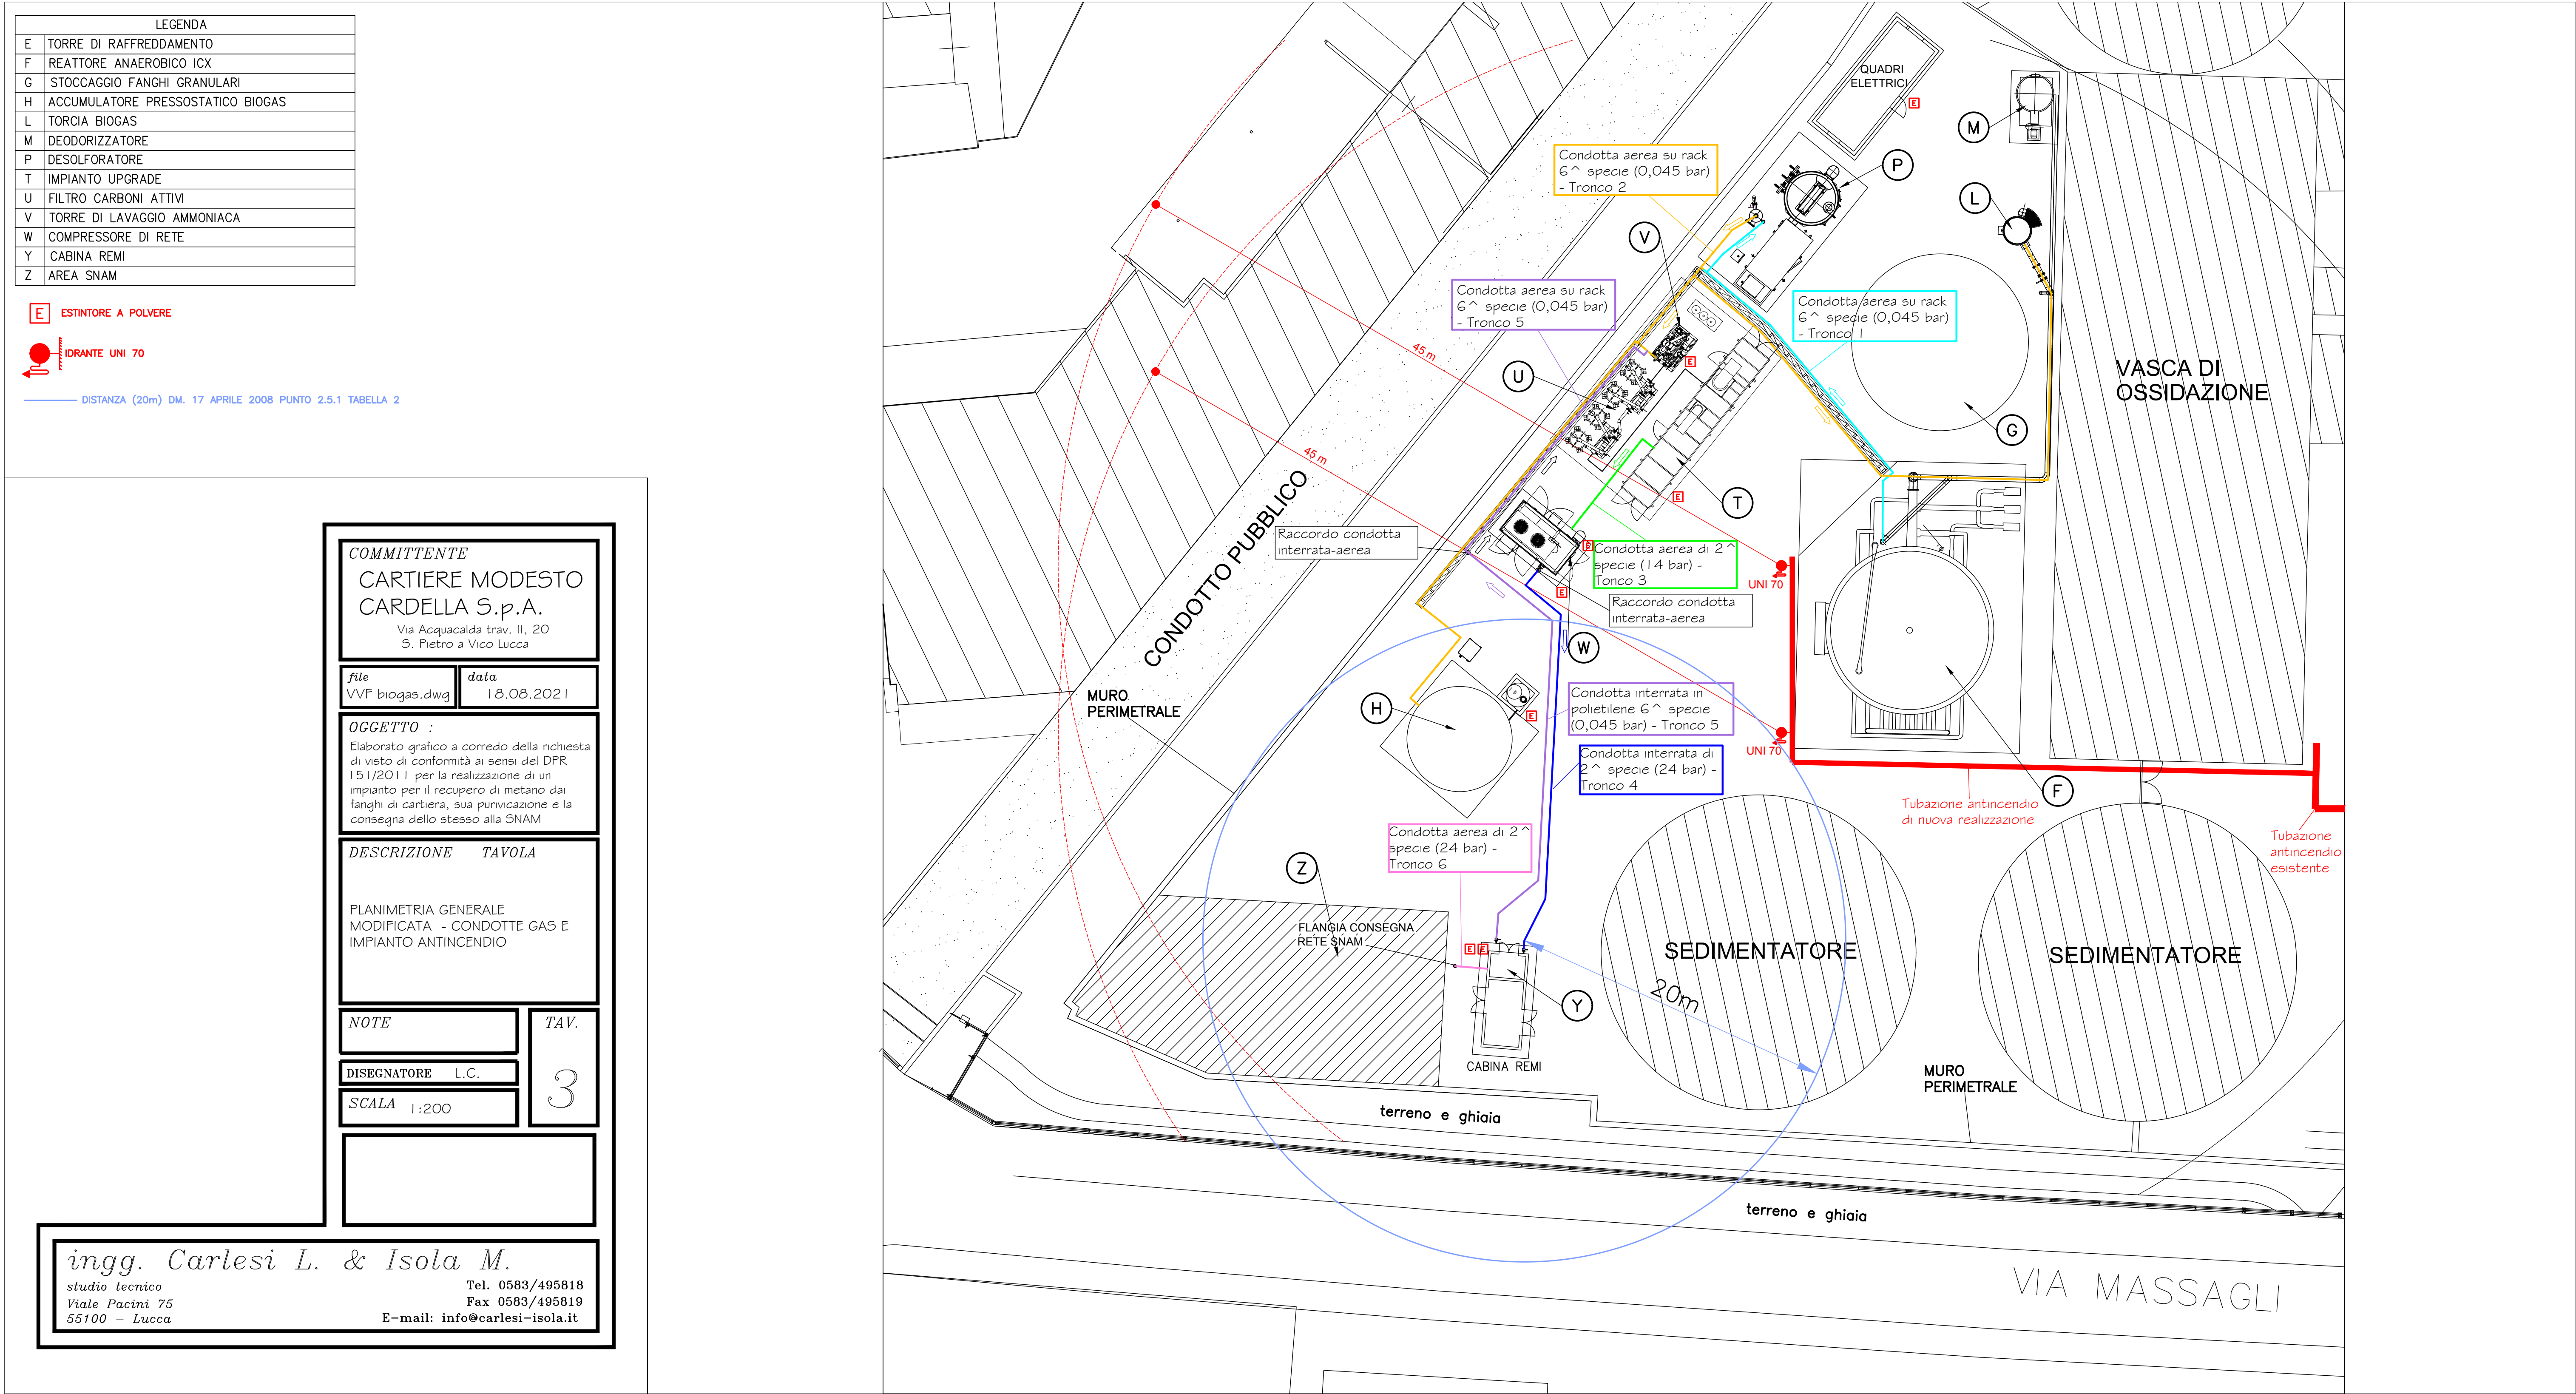 LEGENDA
E TORRE DI RAFFREDDAMENTO
F REATTORE ANAEROBICO ICX
G STOCCAGGIO FANGHI GRANULARI
H ACCUMULATORE PRESSOSTATICO BIOGAS
L TORCIA BIOGAS
M DEODORIZZATORE
P DESOLFORATORE
T IMPIANTO UPGRADE
U FILTRO CARBONI ATTIVI
V TORRE DI LAVAGGIO AMMONIACA
W COMPRESSORE DI RETE
Y CABINA REMI
Z AREA SNAM
E ESTINTORE A POLVERE
IDRANTE UNI 70
DISTANZA (20m) DM. 17 APRILE 2008 PUNTO 2.5.1 TABELLA 2
COMMITTENTE
CARTIERE MODESTO
CARDELLA S.p.A.
Via Acquacalda trav. II, 20
S. Pietro a Vico Lucca
file
VVF biogas.dwg
data
18.08.2021
OGGETTO :
Elaborato grafico a corredo della richiesta
di visto di conformità ai sensi del DPR
151/2011 per la realizzazione di un
impianto per il recupero di metano dai
fanghi di cartiera, sua purivicazione e la
consegna dello stesso alla SNAM
DESCRIZIONE TAVOLA
PLANIMETRIA GENERALE
MODIFICATA - CONDOTTE GAS E
IMPIANTO ANTINCENDIO
NOTE
TAV.
3
DISEGNATORE L.C.
SCALA 1:200
ingg. Carlesi L. & Isola M.
studio tecnico
Viale Pacini 75
55100 - Lucca
Tel. 0583/495818
Fax 0583/495819
E-mail: info@carlesi-isola.it
QUADRI
ELETTRICI
E
M
Condotta aerea su rack
6^ specie (0,045 bar)
- Tronco 2
P
L
V
Condotta aerea su rack
6^ specie (0,045 bar)
- Tronco 5
Condotta aerea su rack
6^ specie (0,045 bar)
- Tronco 1
45 m
E
U
VASCA DI
OSSIDAZIONE
G
45 m
E
T
CONDOTTO PUBBLICO
Raccordo condotta
interrata-aerea
E
Condotta aerea di 2^
specie (14 bar) -
Tonco 3
UNI 70
E
Raccordo condotta
interrata-aerea
W
MURO
PERIMETRALE
H
E
Condotta interrata in
polietilene 6^ specie
(0,045 bar) - Tronco 5
UNI 70
Condotta interrata di
2^ specie (24 bar) -
Tronco 4
F
Tubazione antincendio
di nuova realizzazione
Tubazione
antincendio
esistente
Condotta aerea di 2^
specie (24 bar) -
Tronco 6
Z
FLANGIA CONSEGNA
RETE SNAM
E E
SEDIMENTATORE
SEDIMENTATORE
20m
Y
CABINA REMI
MURO
PERIMETRALE
terreno e ghiaia
terreno e ghiaia
VIA MASSAGLI